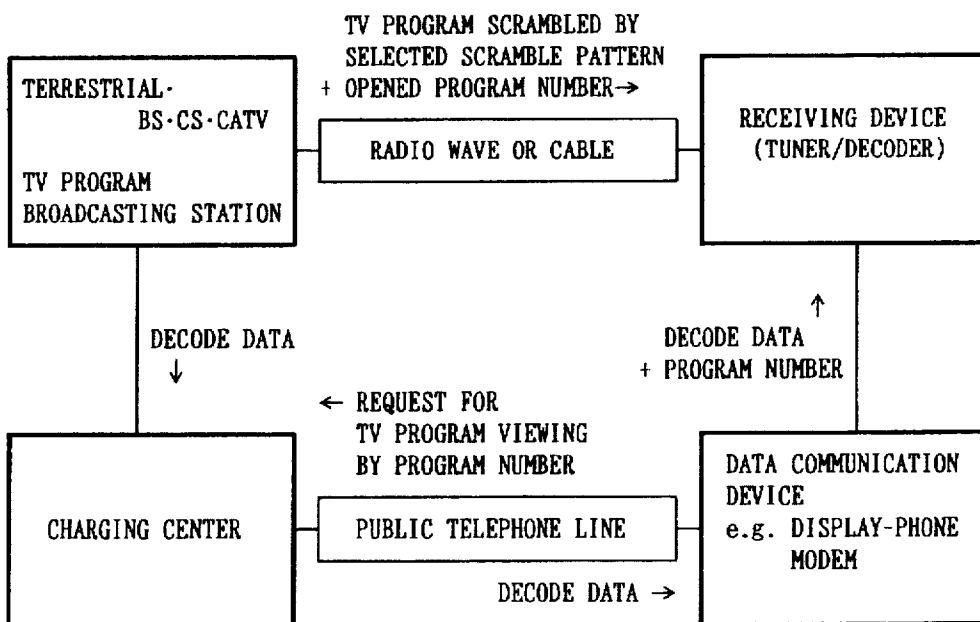 TV PROGRAM SCRAMBLED BY
SELECTED SCRAMBLE PATTERN
+ OPENED PROGRAM NUMBER→
TERRESTRIAL·
BS·CS·CATV
TV PROGRAM
BROADCASTING STATION
RADIO WAVE OR CABLE
RECEIVING DEVICE
(TUNER/DECODER)
DECODE DATA
↓
↑
DECODE DATA
+ PROGRAM NUMBER
← REQUEST FOR
TV PROGRAM VIEWING
BY PROGRAM NUMBER
CHARGING CENTER
PUBLIC TELEPHONE LINE
DATA COMMUNICATION
DEVICE
e.g. DISPLAY-PHONE
MODEM
DECODE DATA →